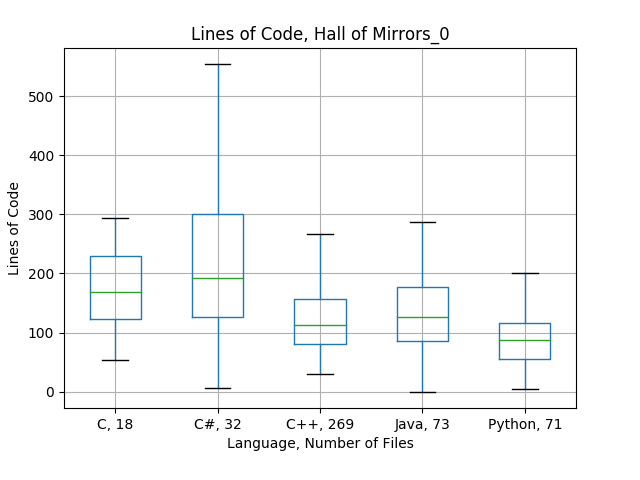 Lines of Code, Hall of Mirrors_0
Lines of Code
500
400
300
200
100
0
C, 18
C#, 32
C++, 269
Java, 73
Python, 71
Language, Number of Files